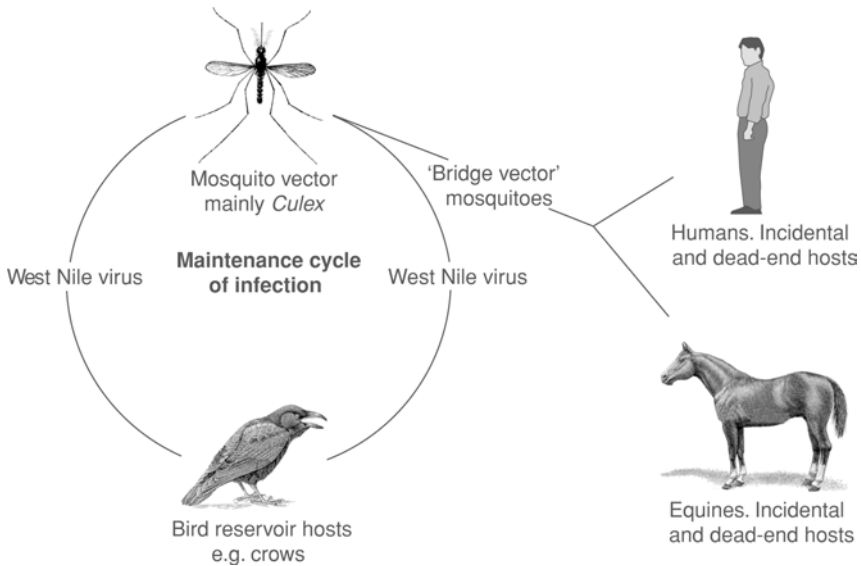 Mosquito vector
mainly Culex
'Bridge vector'
mosquitoes
West Nile virus
Maintenance cycle
of infection
West Nile virus
Humans. Incidental
and dead-end hosts
Bird reservoir hosts
e.g. crows
Equines. Incidental
and dead-end hosts